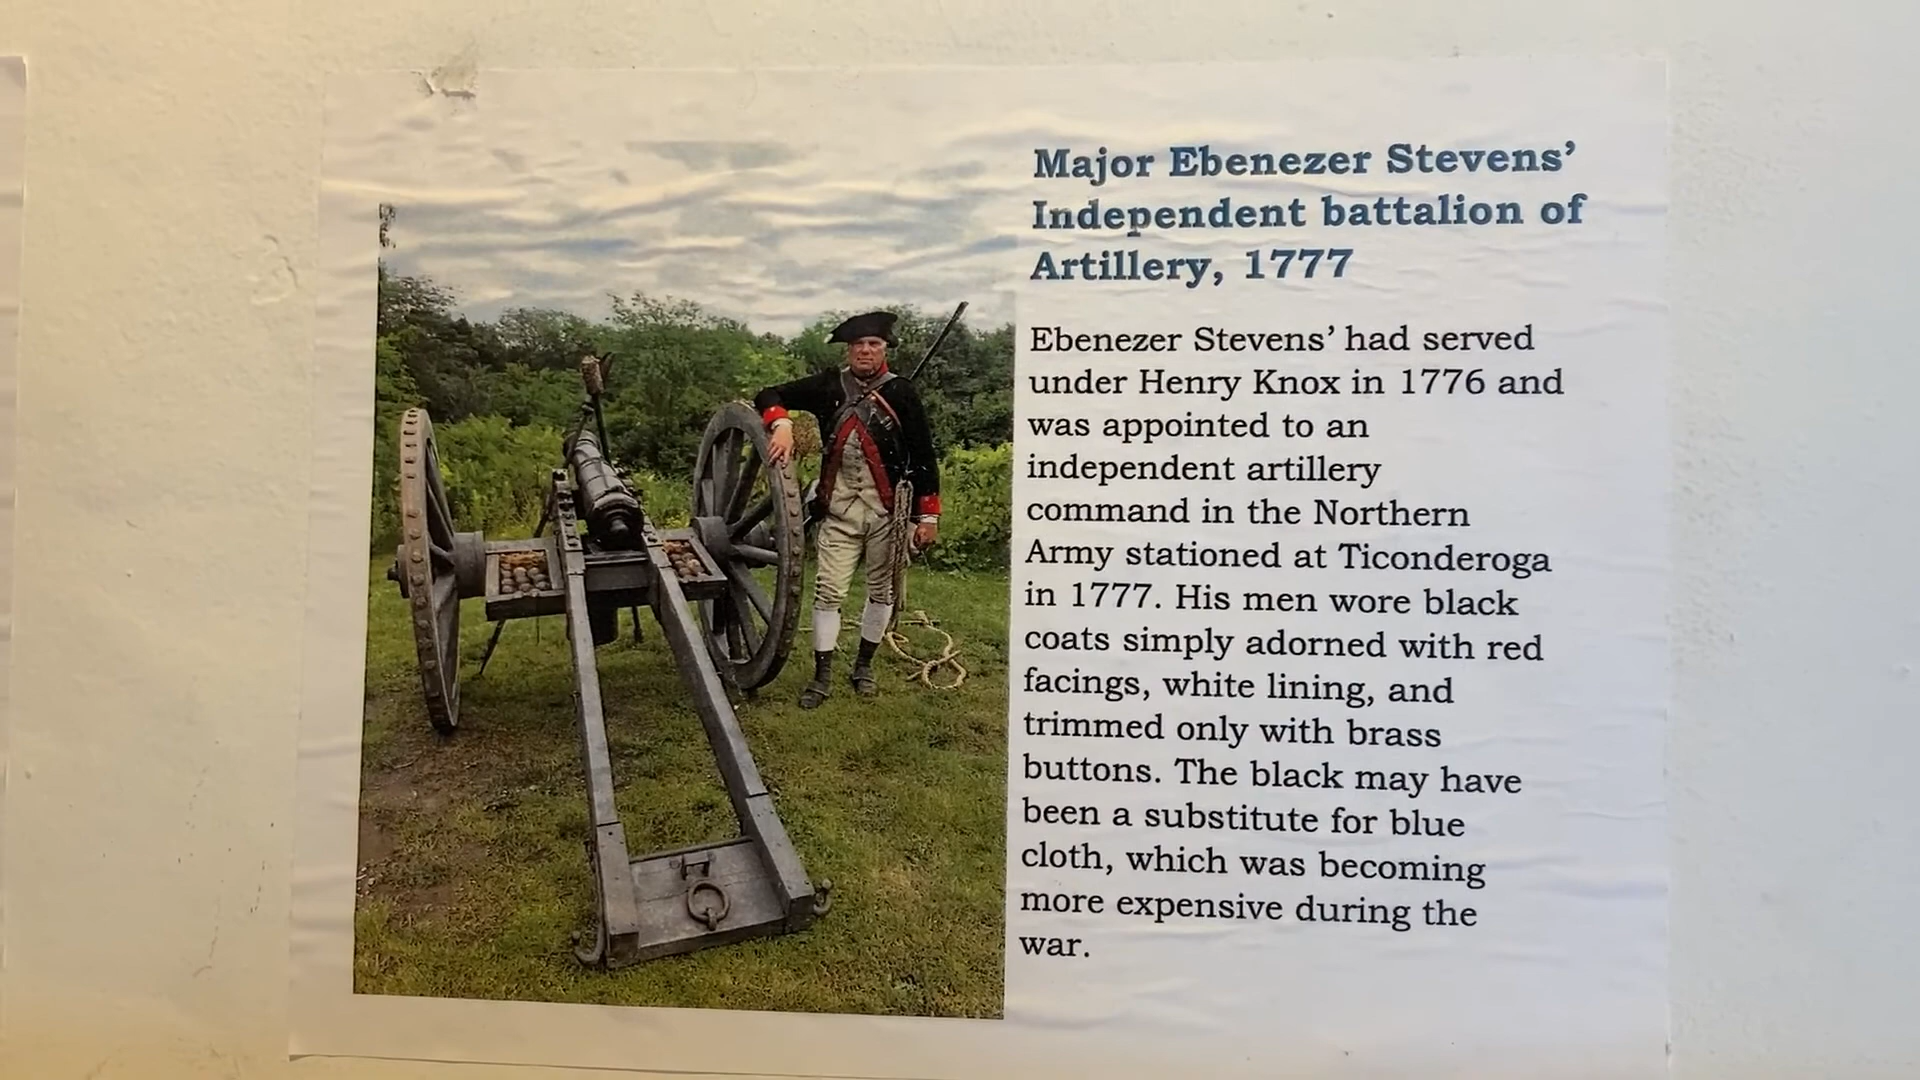 Major Ebenezer Stevens’
Independent battalion of
Artillery, 1777
Ebenezer Stevens’ had served
under Henry Knox in 1776 and
was appointed to an
independent artillery
command in the Northern
Army stationed at Ticonderoga
in 1777. His men wore black
coats simply adorned with red
facings, white lining, and
trimmed only with brass
buttons. The black may have
been a substitute for blue
cloth, which was becoming
more expensive during the
war.